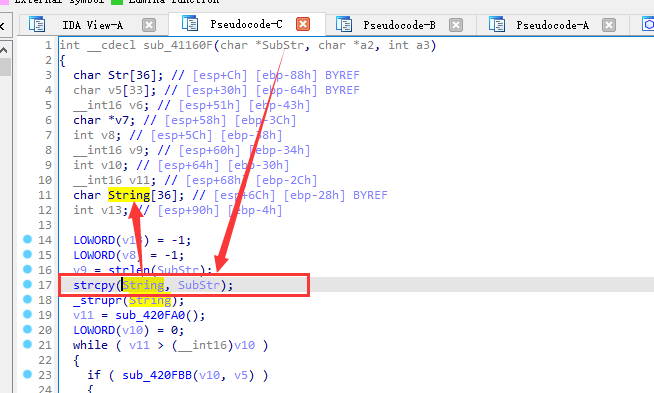 External symbol Lumina function
IDA View-A Pseudocode-C Pseudocode-B Pseudocode-A
1 int __cdecl sub_41160F(char *SubStr, char *a2, int a3)
2 {
3 char Str[36]; // [esp+Ch] [ebp-88h] BYREF
4 char v5[33]; // [esp+30h] [ebp-64h] BYREF
5 __int16 v6; // [esp+51h] [ebp-43h]
6 char *v7; // [esp+58h] [ebp-3Ch]
7 int v8; // [esp+5Ch] [ebp-38h]
8 __int16 v9; // [esp+60h] [ebp-34h]
9 int v10; // [esp+64h] [ebp-30h]
10 __int16 v11; // [esp+68h] [ebp-2Ch]
11 char String[36]; // [esp+6Ch] [ebp-28h] BYREF
12 int v13; // [esp+90h] [ebp-4h]
13
14 LOWORD(v13) = -1;
15 LOWORD(v8) = -1;
16 v9 = strlen(SubStr);
17 strcpy(String, SubStr);
18 _strupr(String);
19 v11 = sub_420FA0();
20 LOWORD(v10) = 0;
21 while ( v11 > (__int16)v10 )
22 {
23 if ( sub_420FBB(v10, v5) )
24 {